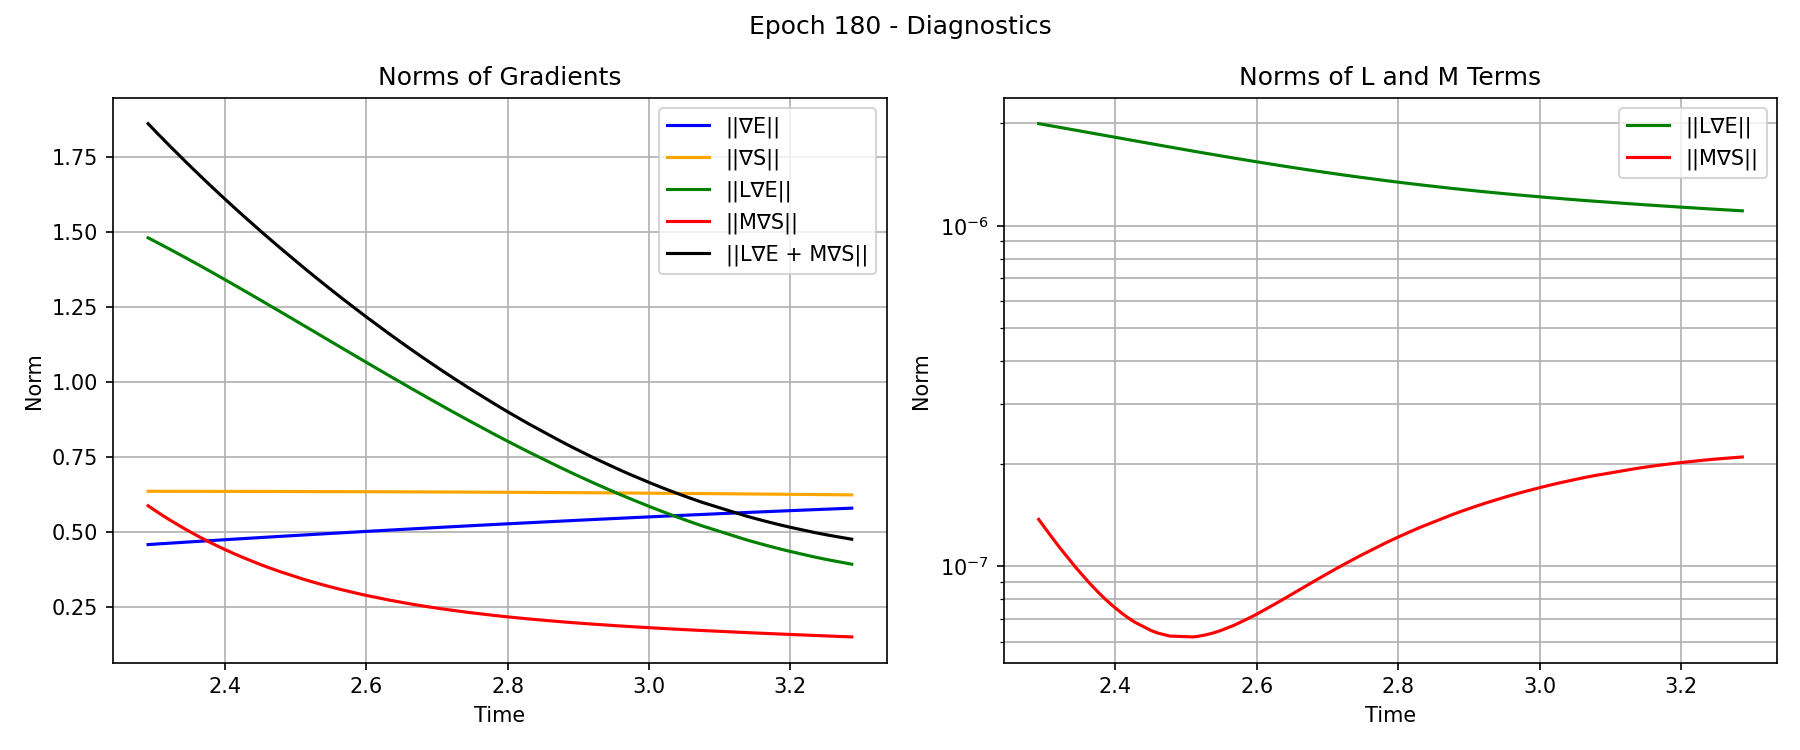 Epoch 180 - Diagnostics
Norms of Gradients
||∇E||
||∇S||
||L∇E||
||M∇S||
||L∇E + M∇S||
1.75
1.50
1.25
1.00
0.75
0.50
0.25
Norm
2.4 2.6 2.8 3.0 3.2
Time
Norms of L and M Terms
||L∇E||
||M∇S||
10⁻⁶
10⁻⁷
Norm
2.4 2.6 2.8 3.0 3.2
Time